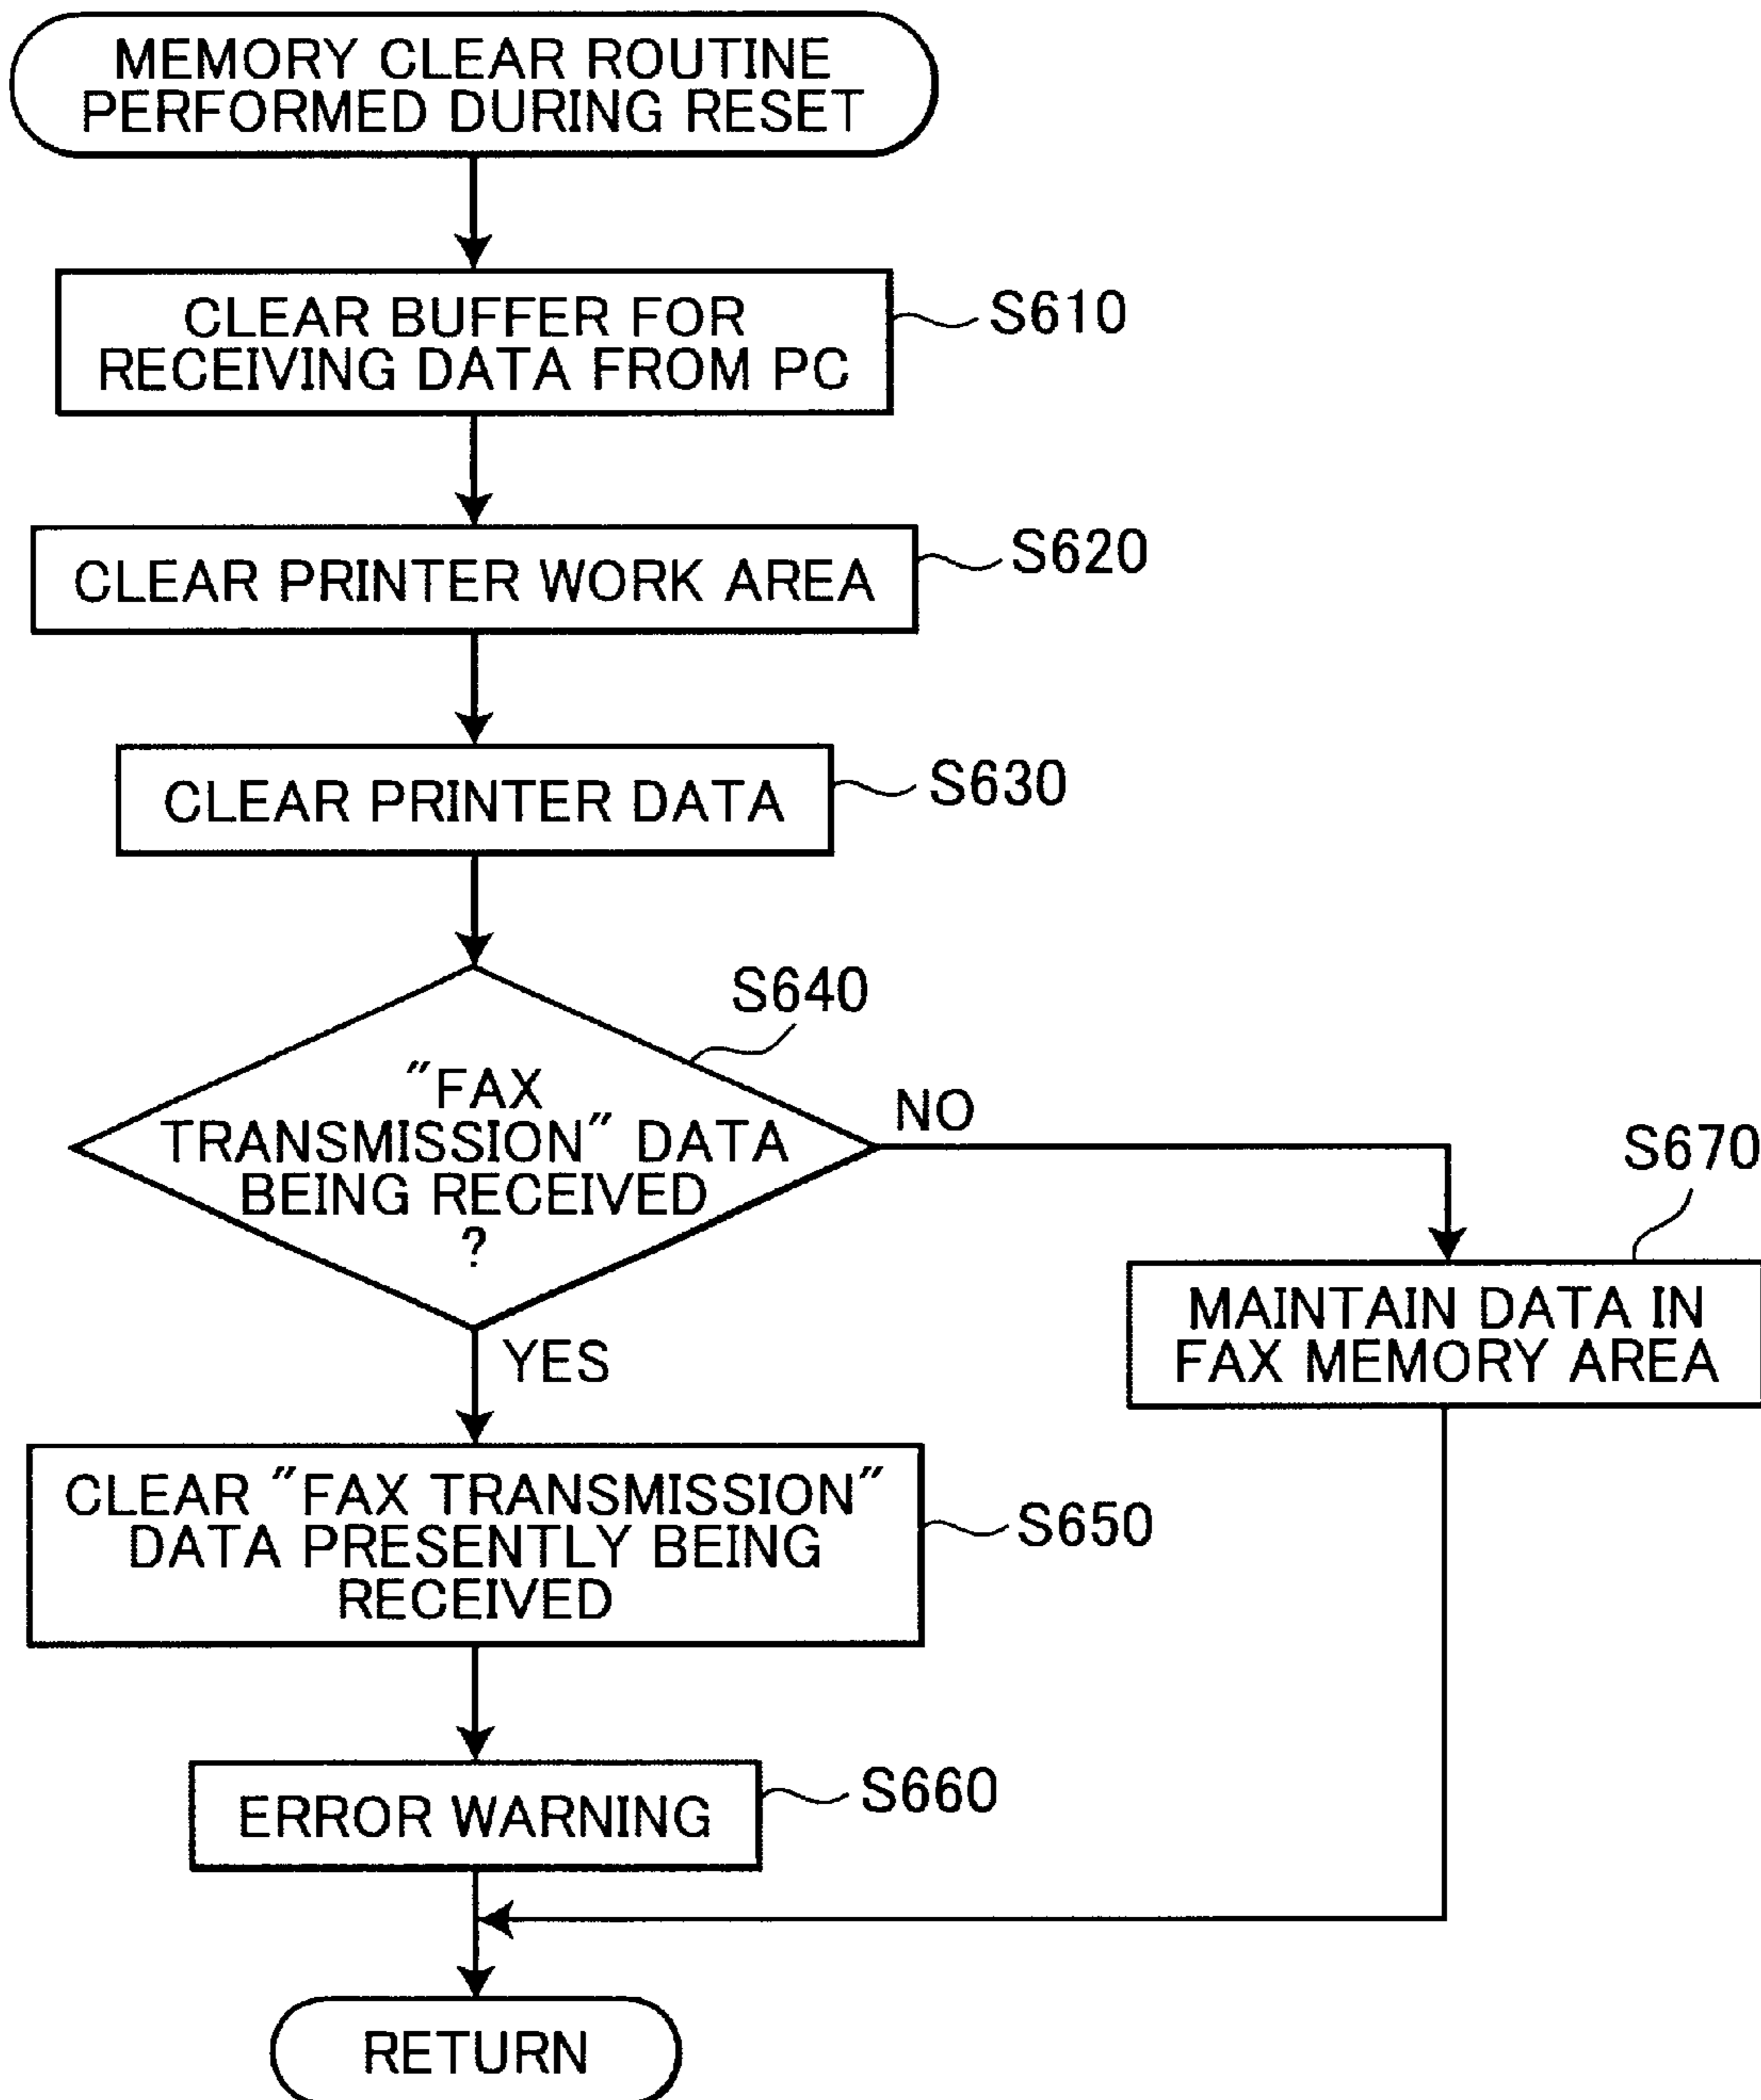 MEMORY CLEAR ROUTINE
PERFORMED DURING RESET
CLEAR BUFFER FOR
RECEIVING DATA FROM PC
S610
CLEAR PRINTER WORK AREA
S620
CLEAR PRINTER DATA
S630
S640
"FAX
TRANSMISSION" DATA
BEING RECEIVED
?
NO
YES
S670
MAINTAIN DATA IN
FAX MEMORY AREA
CLEAR "FAX TRANSMISSION"
DATA PRESENTLY BEING
RECEIVED
S650
ERROR WARNING
S660
RETURN